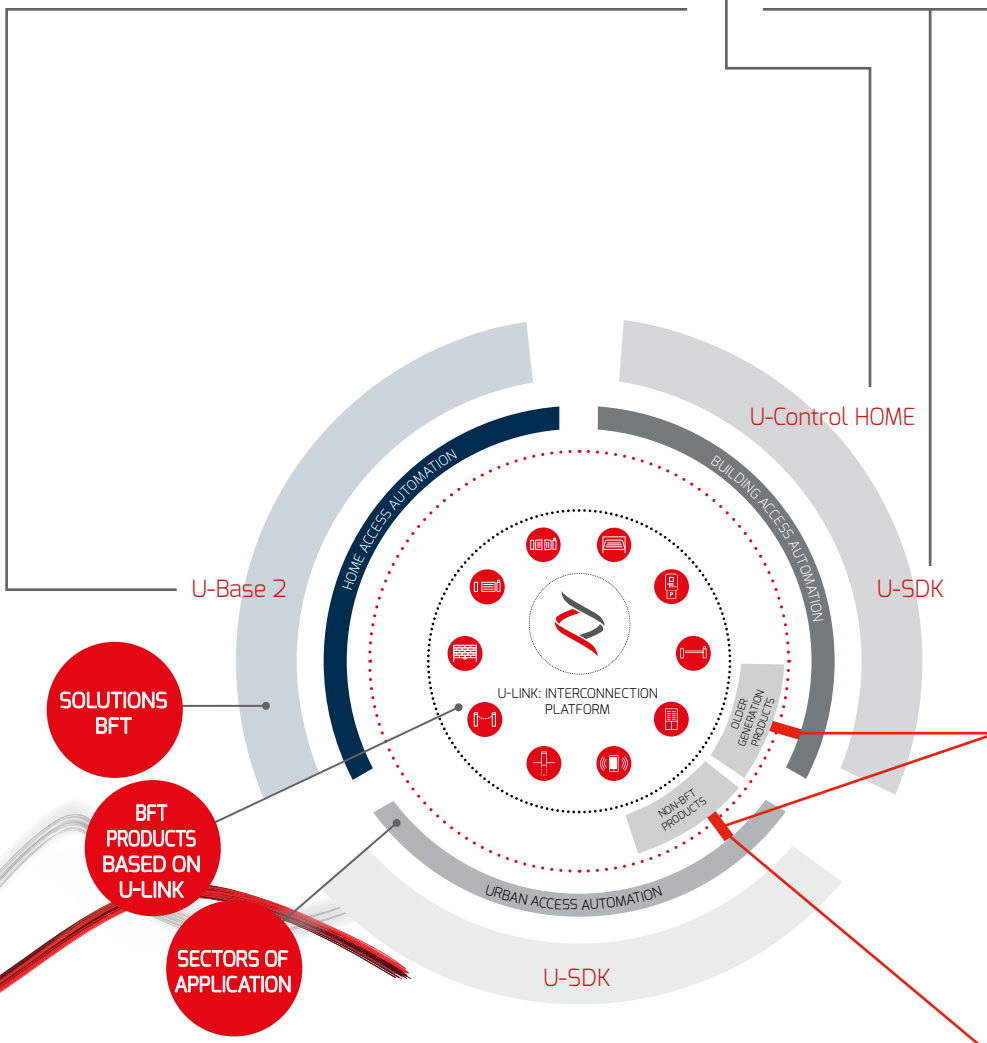 U-Control HOME
HOME ACCESS AUTOMATION
BUILDING ACCESS AUTOMATION
U-Base 2
U-SDK
SOLUTIONS
BFT
U-LINK: INTERCONNECTION
PLATFORM
OLDER
GENERATION
PRODUCTS
P
NON-BFT
PRODUCTS
BFT
PRODUCTS
BASED ON
U-LINK
URBAN ACCESS AUTOMATION
SECTORS OF
APPLICATION
U-SDK